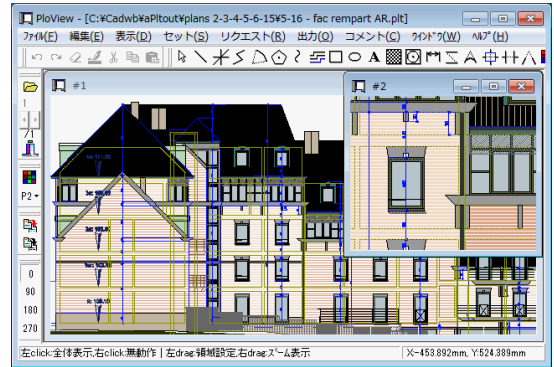 PloView - [C:¥Cadwb¥aPltout¥plans 2-3-4-5-6-15¥5-16 - fac rempart AR.plt]
ファイル(F) 編集(E) 表示(D) セット(S) リクエスト(R) 出力(O) コメント(C) ウインドウ(W) ヘルプ(H)
A A
#1
#2
1
/1
P2
0
90
180
270
左click:全体表示,右click:無動作 | 左drag:領域設定,右drag:ズーム表示
X=-453.892mm, Y:524.389mm